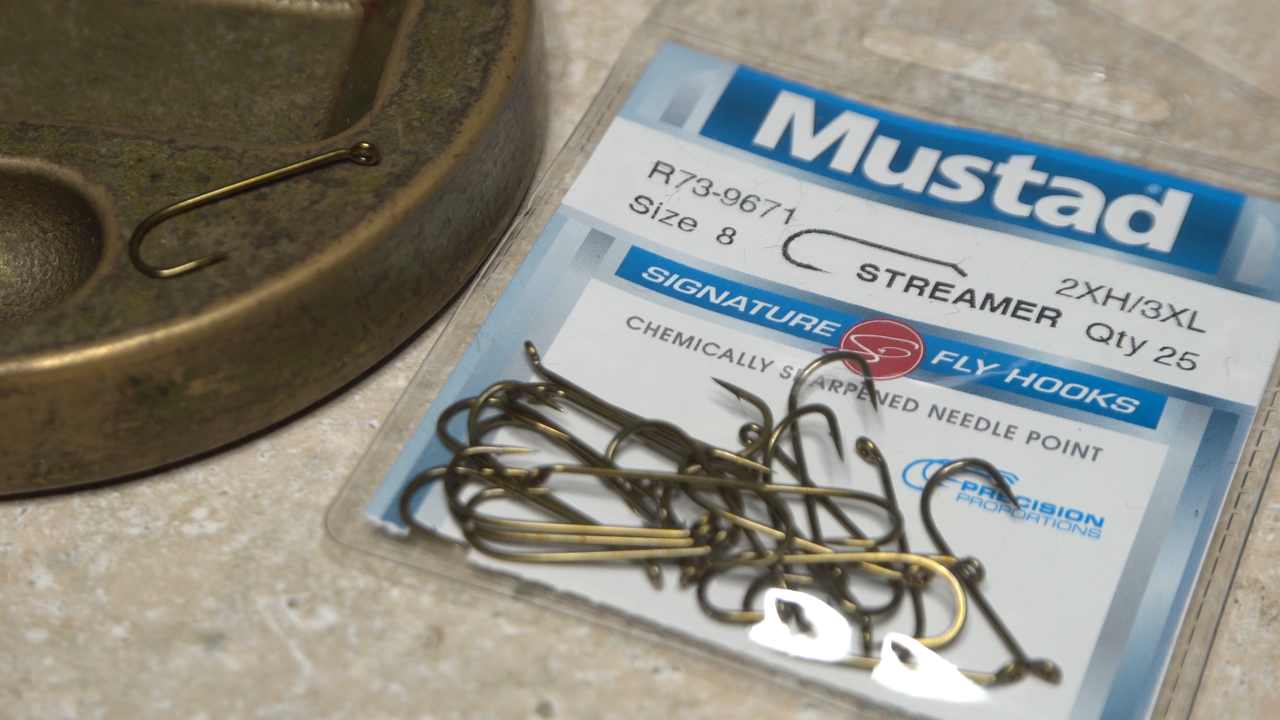 Mustad®
R73-9671
Size 8
STREAMER
2XH/3XL
Qty 25
SIGNATURE FLY HOOKS
CHEMICALLY SHARPENED NEEDLE POINT
PRECISION
PROPORTIONS